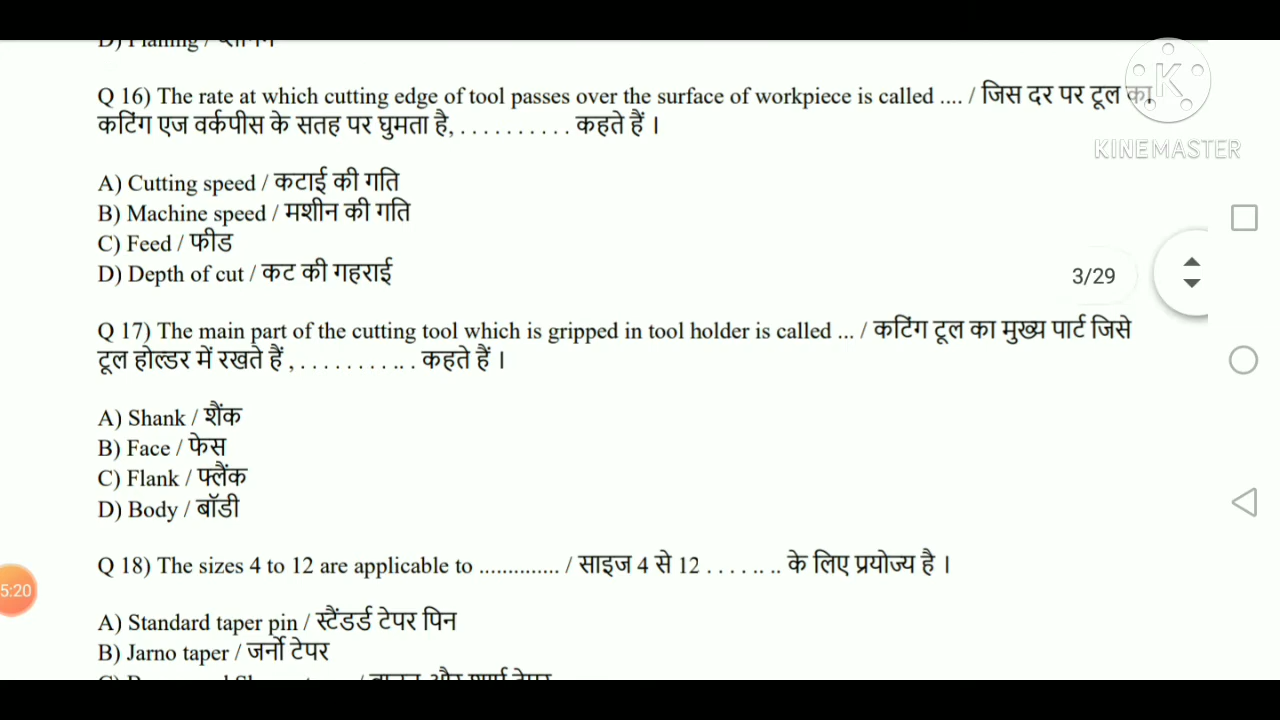 D) Planing / प्लानिंग
Q 16) The rate at which cutting edge of tool passes over the surface of workpiece is called .... / जिस दर पर टूल का
कटिंग एज वर्कपीस के सतह पर घुमता है, . . . . . . . . . . कहते हैं ।
A) Cutting speed / कटाई की गति
B) Machine speed / मशीन की गति
C) Feed / फीड
D) Depth of cut / कट की गहराई
Q 17) The main part of the cutting tool which is gripped in tool holder is called ... / कटिंग टूल का मुख्य पार्ट जिसे
टूल होल्डर में रखते हैं , . . . . . . . .. . कहते हैं ।
A) Shank / शैंक
B) Face / फेस
C) Flank / फ्लैंक
D) Body / बॉडी
Q 18) The sizes 4 to 12 are applicable to .............. / साइज 4 से 12 . . . . .. .. के लिए प्रयोज्य है ।
A) Standard taper pin / स्टैंडर्ड टेपर पिन
B) Jarno taper / जर्नो टेपर
K
KINEMASTER
3/29
5:20